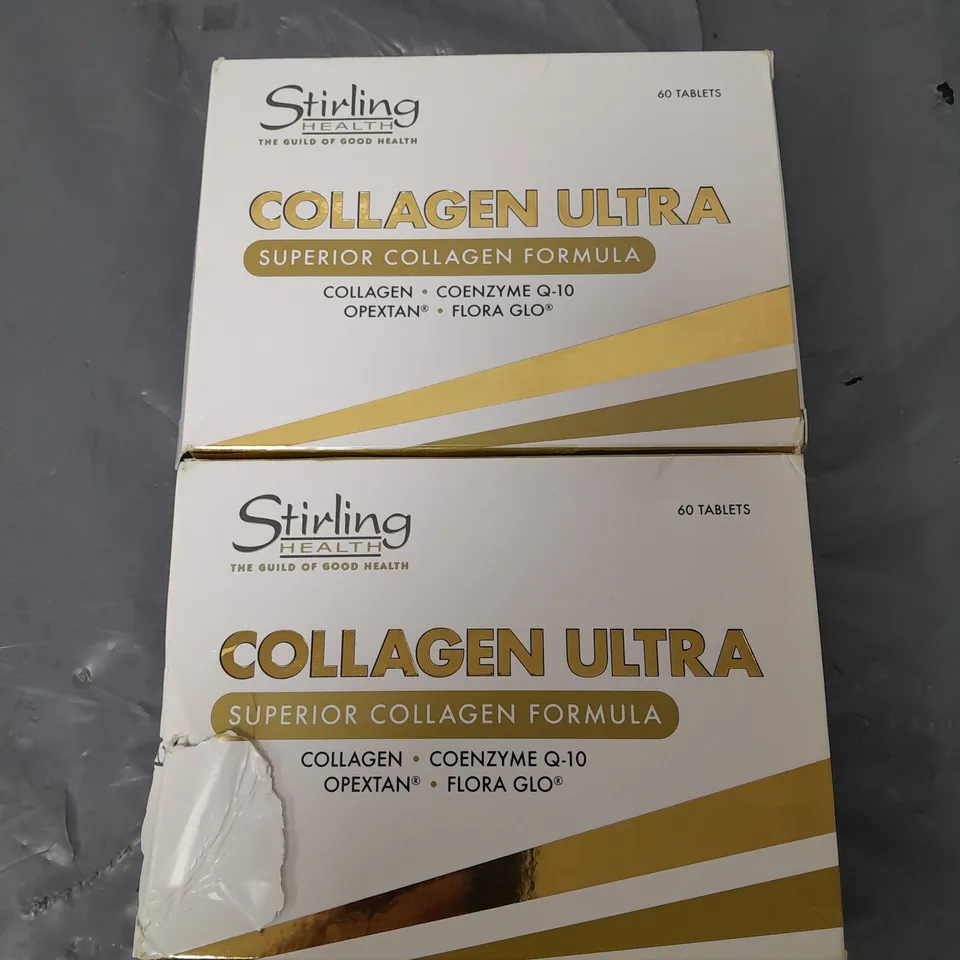 Stirling
HEALTH
THE GUILD OF GOOD HEALTH
60 TABLETS
COLLAGEN ULTRA
SUPERIOR COLLAGEN FORMULA
COLLAGEN • COENZYME Q-10
OPEXTAN® • FLORA GLO®
Stirling
HEALTH
THE GUILD OF GOOD HEALTH
60 TABLETS
COLLAGEN ULTRA
SUPERIOR COLLAGEN FORMULA
COLLAGEN • COENZYME Q-10
OPEXTAN® • FLORA GLO®